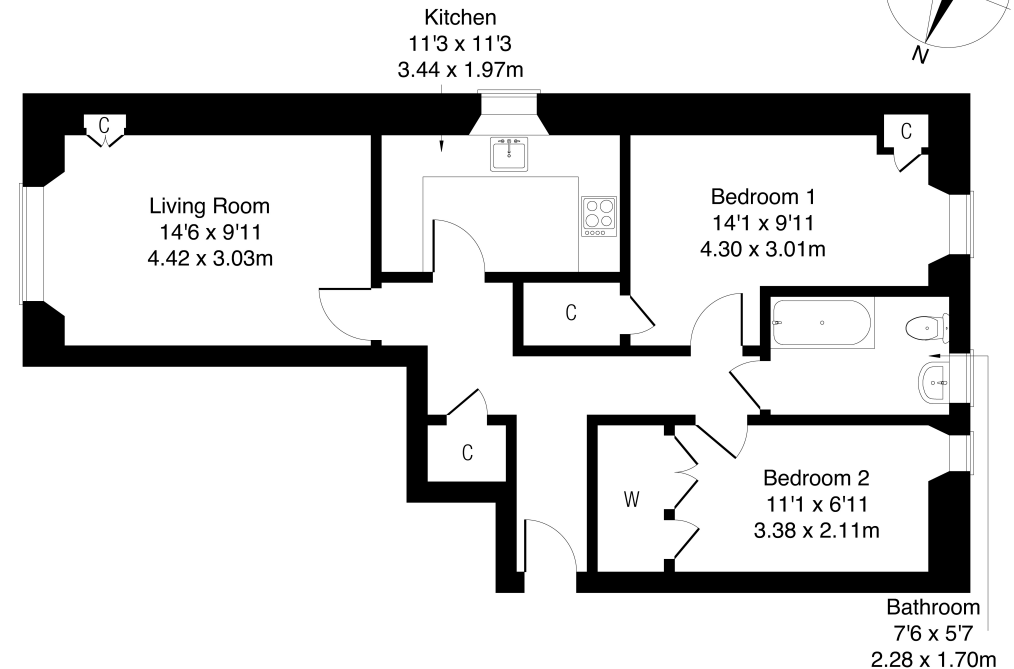 Kitchen
11'3 x 11'3
3.44 x 1.97m
N
C
C
Living Room
14'6 x 9'11
4.42 x 3.03m
Bedroom 1
14'1 x 9'11
4.30 x 3.01m
C
C
W
Bedroom 2
11'1 x 6'11
3.38 x 2.11m
Bathroom
7'6 x 5'7
2.28 x 1.70m